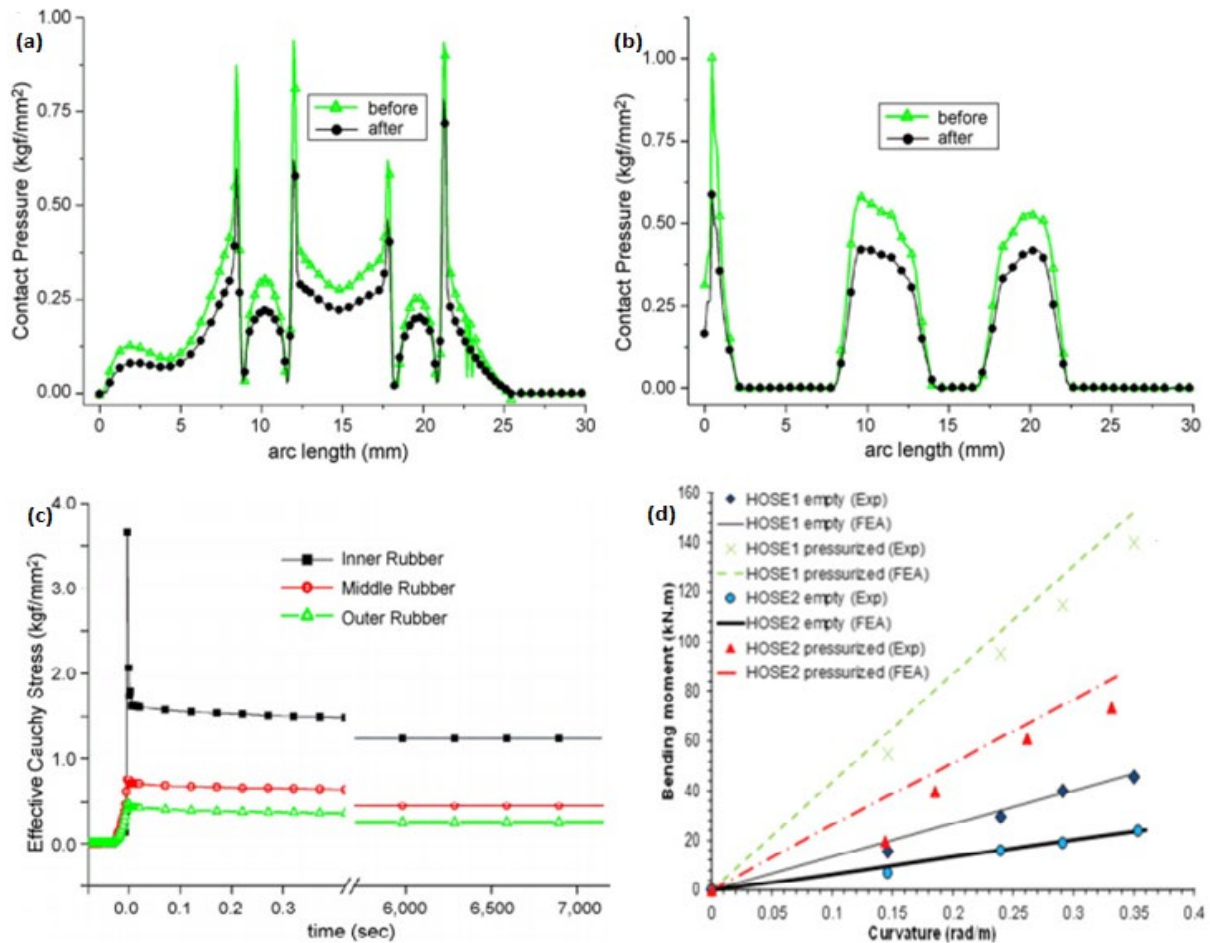 (a)
1.00
0.75
0.50
0.25
0.00
Contact Pressure (kgf/mm²)
before
after
0 5 10 15 20 25 30
arc length (mm)
(b)
1.00
0.75
0.50
0.25
0.00
Contact Pressure (kgf/mm²)
before
after
0 5 10 15 20 25 30
arc length (mm)
(c)
4.0
3.0
2.0
1.0
0.0
Effective Cauchy Stress (kgf/mm²)
Inner Rubber
Middle Rubber
Outer Rubber
0.0 0.1 0.2 0.3 6,000 6,500 7,000
time (sec)
(d)
160
140
120
100
80
60
40
20
0
Bending moment (kN.m)
HOSE1 empty (Exp)
HOSE1 empty (FEA)
HOSE1 pressurized (Exp)
HOSE1 pressurized (FEA)
HOSE2 empty (Exp)
HOSE2 empty (FEA)
HOSE2 pressurized (Exp)
HOSE2 pressurized (FEA)
0 0.05 0.1 0.15 0.2 0.25 0.3 0.35 0.4
Curvature (rad/m)